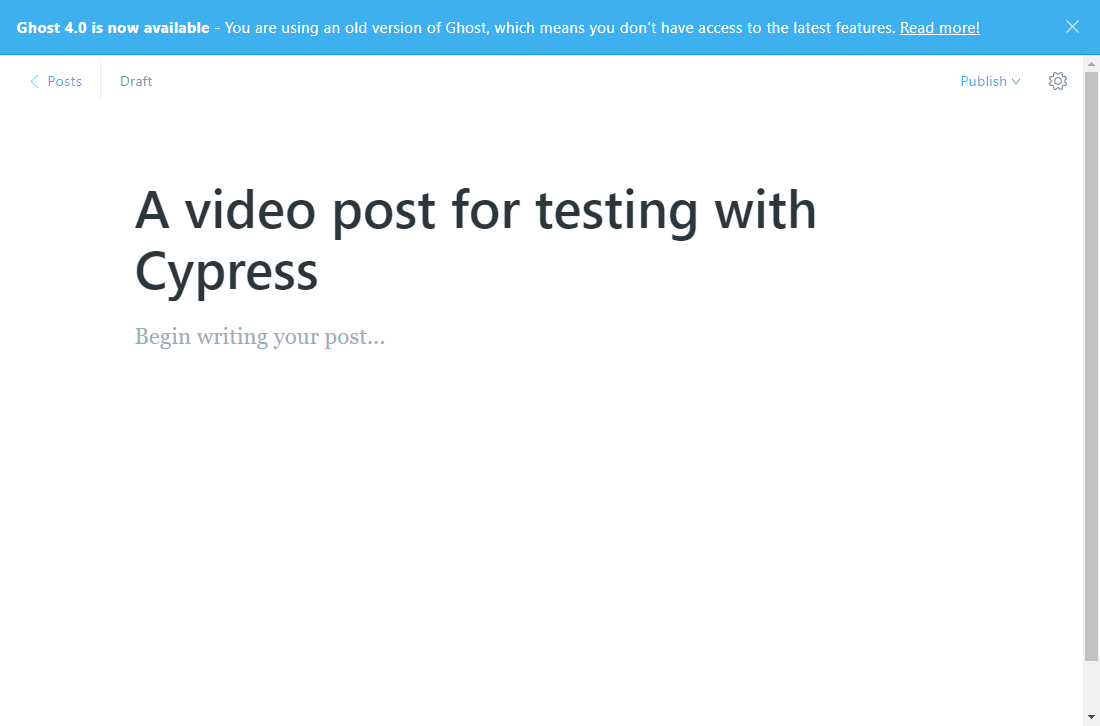 Ghost 4.0 is now available - You are using an old version of Ghost, which means you don't have access to the latest features. Read more!
Posts
Draft
Publish
A video post for testing with
Cypress
Begin writing your post...